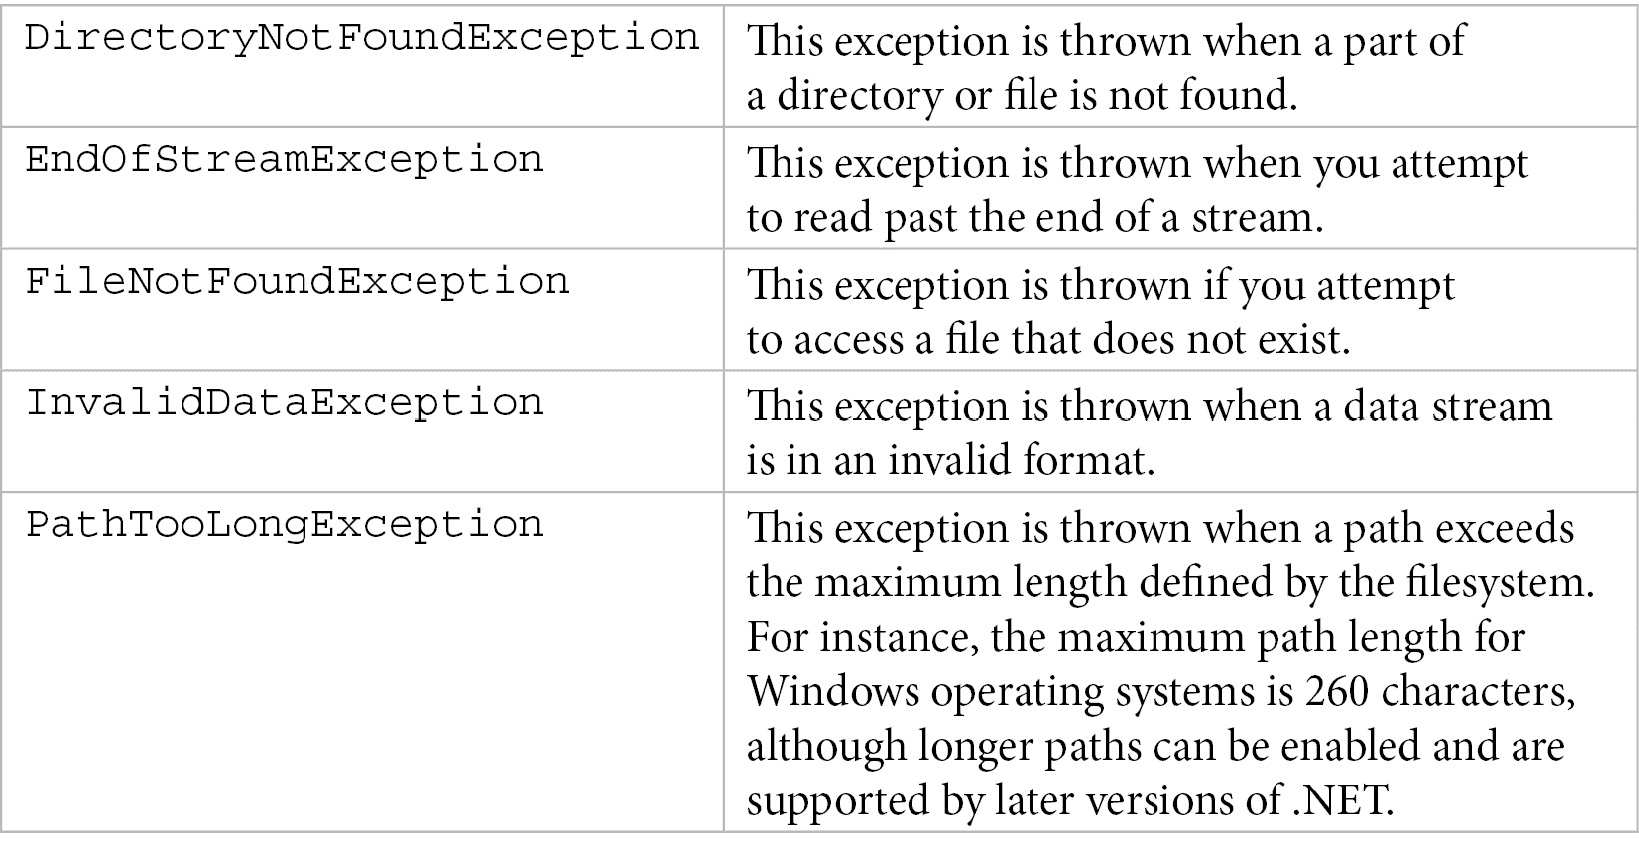 DirectoryNotFoundException
This exception is thrown when a part of
a directory or file is not found.
EndOfStreamException
This exception is thrown when you attempt
to read past the end of a stream.
FileNotFoundException
This exception is thrown if you attempt
to access a file that does not exist.
InvalidDataException
This exception is thrown when a data stream
is in an invalid format.
PathTooLongException
This exception is thrown when a path exceeds
the maximum length defined by the filesystem.
For instance, the maximum path length for
Windows operating systems is 260 characters,
although longer paths can be enabled and are
supported by later versions of .NET.